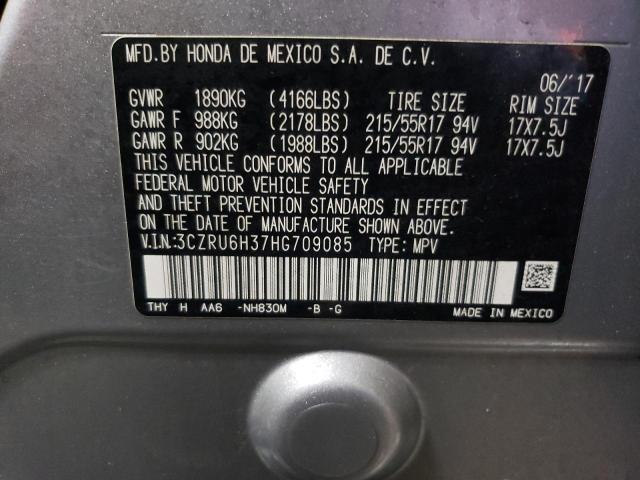 MFD.BY HONDA DE MEXICO S.A. DE C.V.
06/'17
GVWR 1890KG (4166LBS) TIRE SIZE RIM SIZE
GAWR F 988KG (2178LBS) 215/55R17 94V 17X7.5J
GAWR R 902KG (1988LBS) 215/55R17 94V 17X7.5J
THIS VEHICLE CONFORMS TO ALL APPLICABLE
FEDERAL MOTOR VEHICLE SAFETY
AND THEFT PREVENTION STANDARDS IN EFFECT
ON THE DATE OF MANUFACTURE SHOWN ABOVE.
V.I.N:3CZRU6H37HG709085 TYPE: MPV
THY H AA6 -NH830M -B -G MADE IN MEXICO